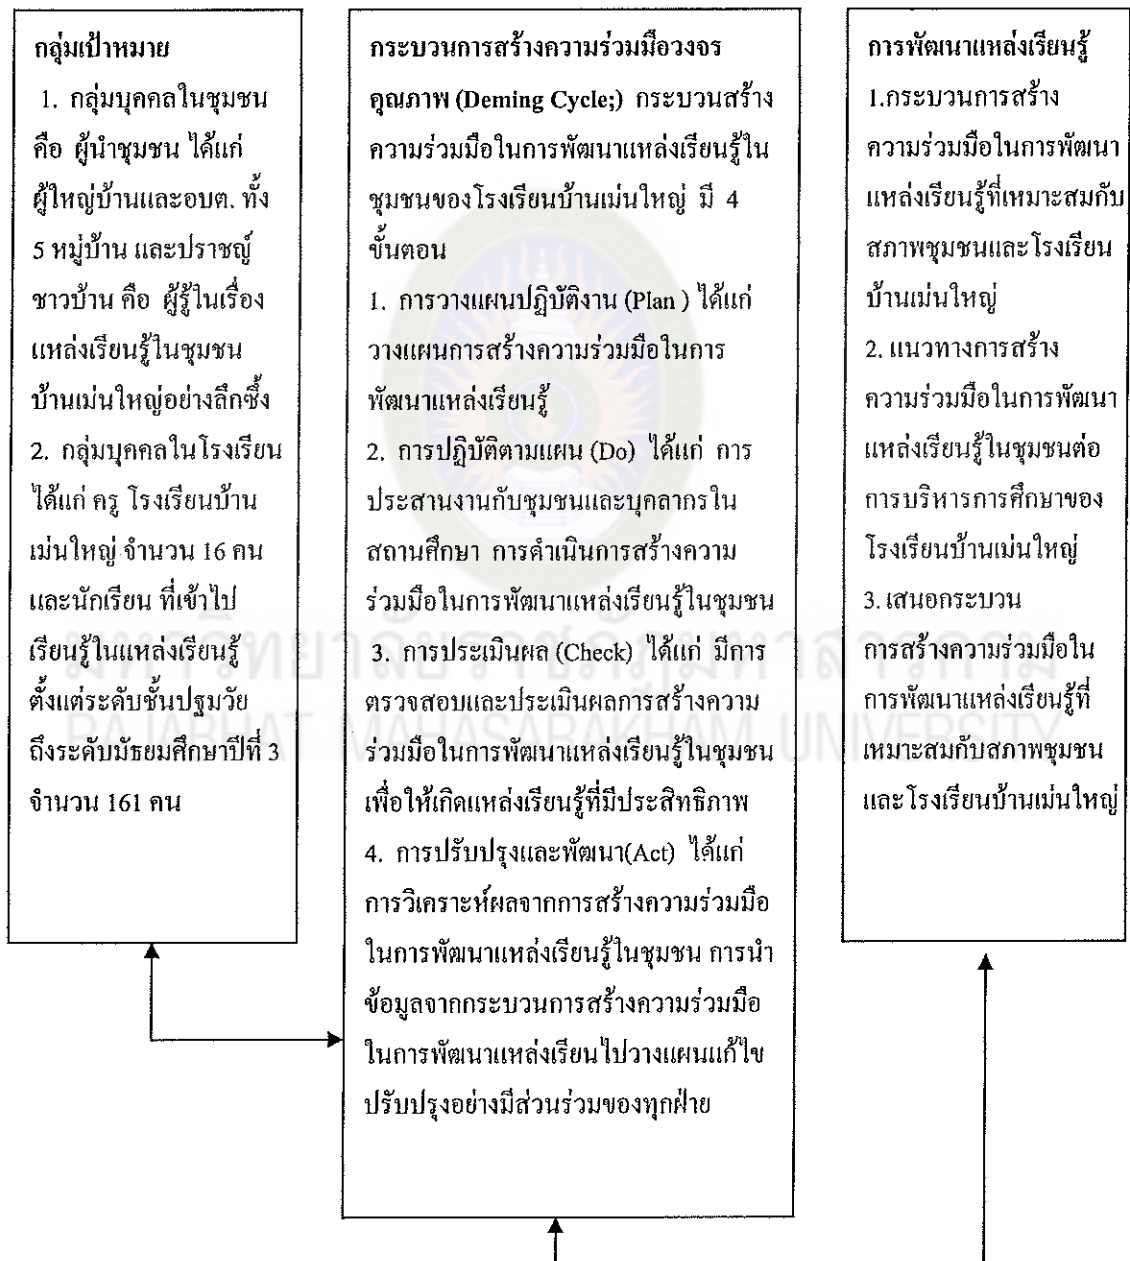 กลุ่มเป้าหมาย
1. กลุ่มบุคคลในชุมชน
คือ ผู้นำชุมชน ได้แก่
ผู้ใหญ่บ้านและอบต. ทั้ง
5 หมู่บ้าน และปราชญ์
ชาวบ้าน คือ ผู้รู้ในเรื่อง
แหล่งเรียนรู้ในชุมชน
บ้านเม่นใหญ่อย่างลึกซึ้ง
2. กลุ่มบุคคลในโรงเรียน
ได้แก่ ครู โรงเรียนบ้าน
เม่นใหญ่ จำนวน 16 คน
และนักเรียน ที่เข้าไป
เรียนรู้ในแหล่งเรียนรู้
ตั้งแต่ระดับชั้นปฐมวัย
ถึงระดับมัธยมศึกษาปีที่ 3
จำนวน 161 คน
กระบวนการสร้างความร่วมมือวงจร
คุณภาพ (Deming Cycle;) กระบวนสร้าง
ความร่วมมือในการพัฒนาแหล่งเรียนรู้ใน
ชุมชนของโรงเรียนบ้านเม่นใหญ่ มี 4
ขั้นตอน
1. การวางแผนปฏิบัติงาน (Plan ) ได้แก่
วางแผนการสร้างความร่วมมือในการ
พัฒนาแหล่งเรียนรู้
2. การปฏิบัติตามแผน (Do) ได้แก่ การ
ประสานงานกับชุมชนและบุคลากรใน
สถานศึกษา การดำเนินการสร้างความ
ร่วมมือในการพัฒนาแหล่งเรียนรู้ในชุมชน
3. การประเมินผล (Check) ได้แก่ มีการ
ตรวจสอบและประเมินผลการสร้างความ
ร่วมมือในการพัฒนาแหล่งเรียนรู้ในชุมชน
เพื่อให้เกิดแหล่งเรียนรู้ที่มีประสิทธิภาพ
4. การปรับปรุงและพัฒนา(Act) ได้แก่
การวิเคราะห์ผลจากการสร้างความร่วมมือ
ในการพัฒนาแหล่งเรียนรู้ในชุมชน การนำ
ข้อมูลจากกระบวนการสร้างความร่วมมือ
ในการพัฒนาแหล่งเรียนไปวางแผนแก้ไข
ปรับปรุงอย่างมีส่วนร่วมของทุกฝ่าย
การพัฒนาแหล่งเรียนรู้
1.กระบวนการสร้าง
ความร่วมมือในการพัฒนา
แหล่งเรียนรู้ที่เหมาะสมกับ
สภาพชุมชนและโรงเรียน
บ้านเม่นใหญ่
2. แนวทางการสร้าง
ความร่วมมือในการพัฒนา
แหล่งเรียนรู้ในชุมชนต่อ
การบริหารการศึกษาของ
โรงเรียนบ้านเม่นใหญ่
3. เสนอกระบวน
การสร้างความร่วมมือใน
การพัฒนาแหล่งเรียนรู้ที่
เหมาะสมกับสภาพชุมชน
และโรงเรียนบ้านเม่นใหญ่
มหาวิทยาลัยราชภัฏมหาสารคาม
RAJABHAT MAHASARAKHAM UNIVERSITY